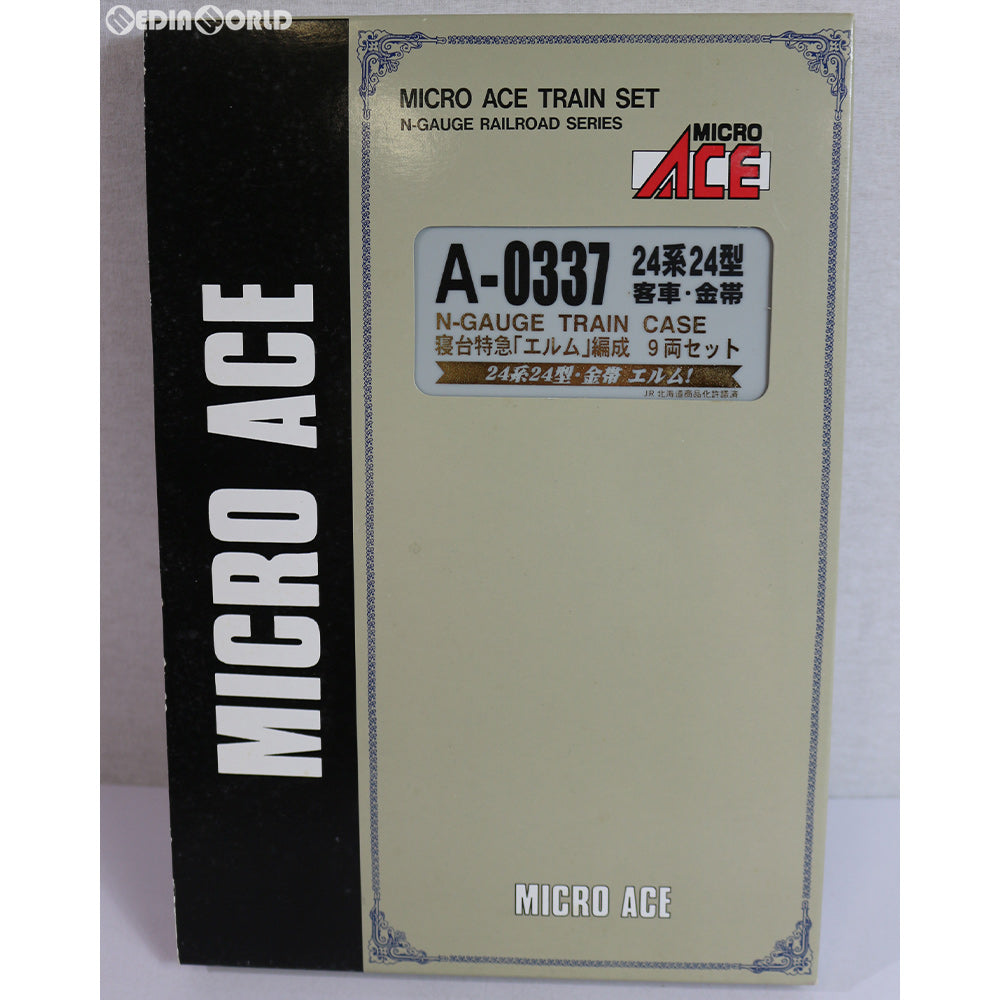 MEDIAWORLD
MICRO ACE
MICRO ACE TRAIN SET
N-GAUGE RAILROAD SERIES
MICRO
ACE
A-0337 24系24型
客車・金帯
N-GAUGE TRAIN CASE
寝台特急「エルム」編成 9両セット
24系24型・金帯 エルム!
JR北海道商品化許諾済
MICRO ACE